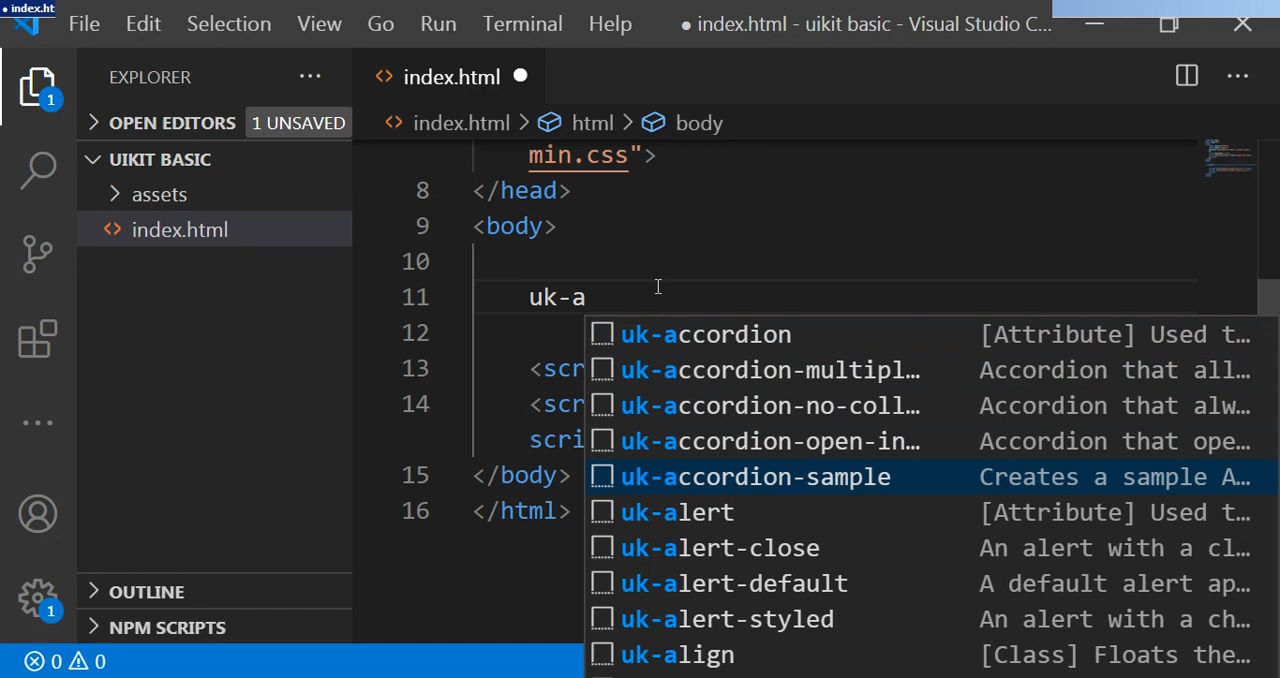 ● index.ht
File Edit Selection View Go Run Terminal Help ● index.html - uikit basic - Visual Studio C...
EXPLORER ···
index.html ●
1
OPEN EDITORS 1 UNSAVED
index.html > html > body
UIKIT BASIC
min.css">
assets
8 </head>
index.html
9 <body>
10
11 uk-a
12
uk-accordion [Attribute] Used t...
13 <scr
uk-accordion-multipl... Accordion that all...
14 <scr
uk-accordion-no-coll... Accordion that alw...
scri
uk-accordion-open-in... Accordion that ope...
15 </body>
uk-accordion-sample Creates a sample A...
16 </html>
uk-alert [Attribute] Used t...
uk-alert-close An alert with a cl...
uk-alert-default A default alert ap...
uk-alert-styled An alert with a ch...
uk-align [Class] Floats the...
OUTLINE
1
NPM SCRIPTS
0 0